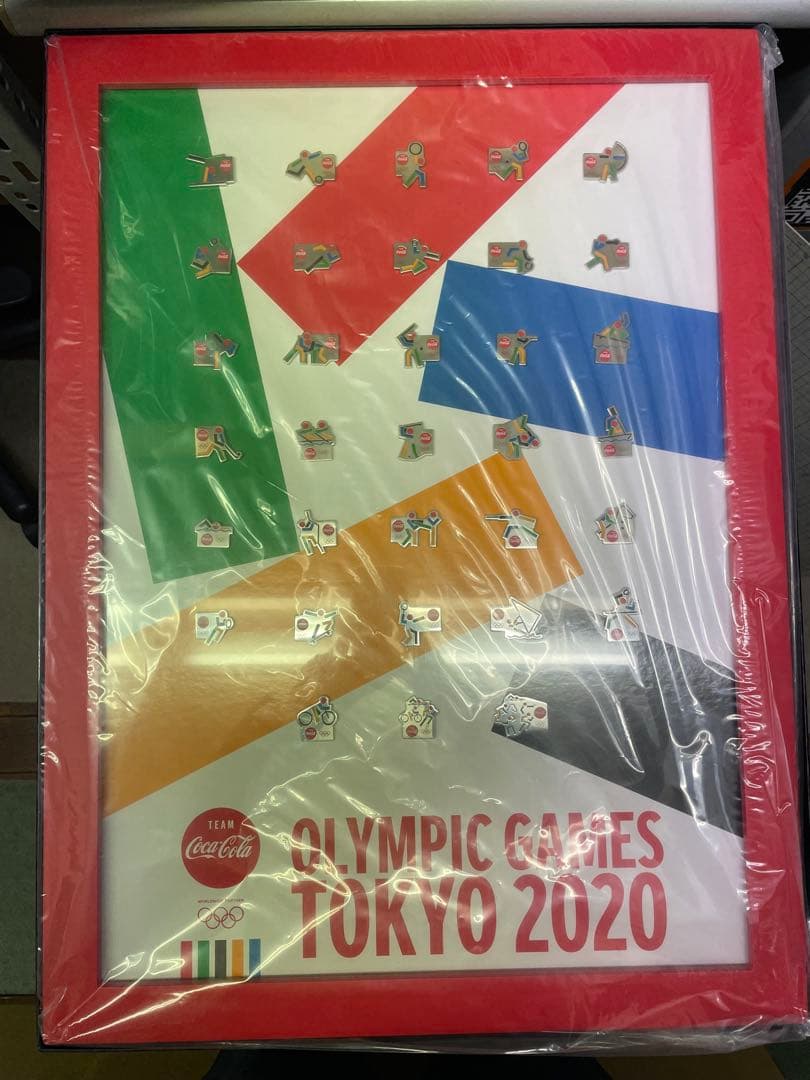 TEAM
Coca-Cola
OLYMPIC GAMES
TOKYO 2020